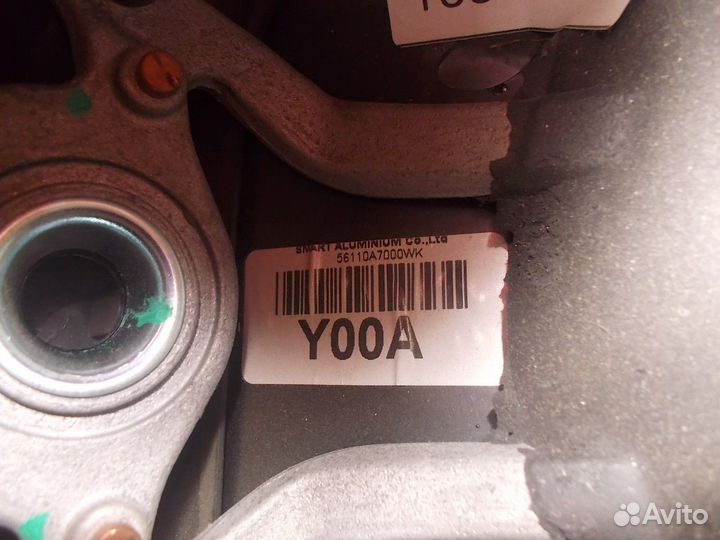 SMART ALUMINIUM Co.,Ltd
56110A7000WK
Y00A
Avito